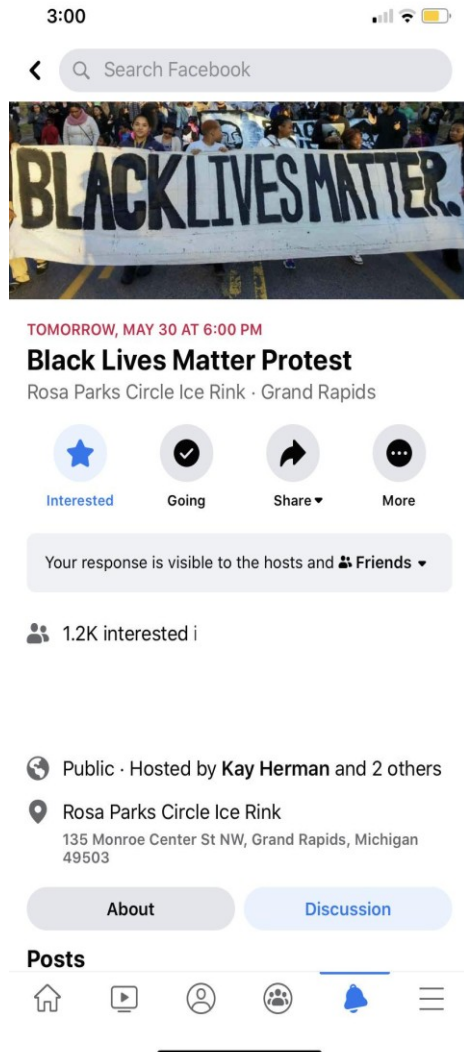 3:00
Search Facebook
BLACK LIVES MATTER.
TOMORROW, MAY 30 AT 6:00 PM
Black Lives Matter Protest
Rosa Parks Circle Ice Rink · Grand Rapids
Interested
Going
Share
More
Your response is visible to the hosts and Friends
1.2K interested i
Public · Hosted by Kay Herman and 2 others
Rosa Parks Circle Ice Rink
135 Monroe Center St NW, Grand Rapids, Michigan
49503
About
Discussion
Posts